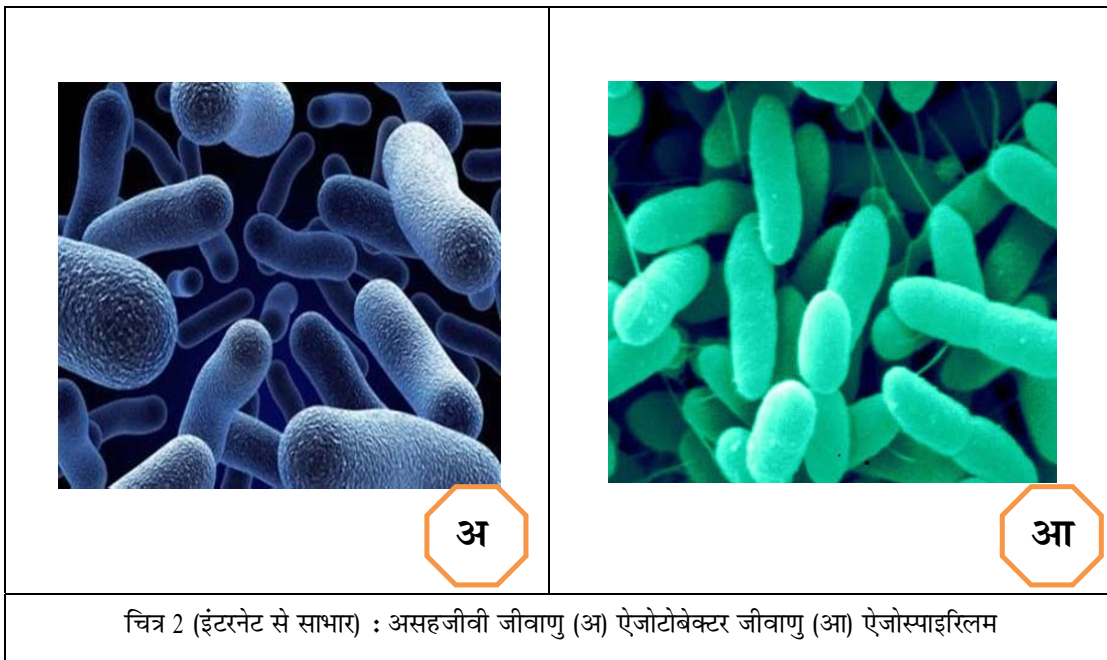 अ
आ
चित्र 2 (इंटरनेट से साभार) : असहजीवी जीवाणु (अ) ऐजोटोबेक्टर जीवाणु (आ) ऐजोस्पाइरिलम